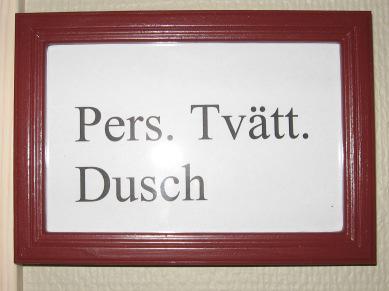 Pers. Tvätt.
Dusch